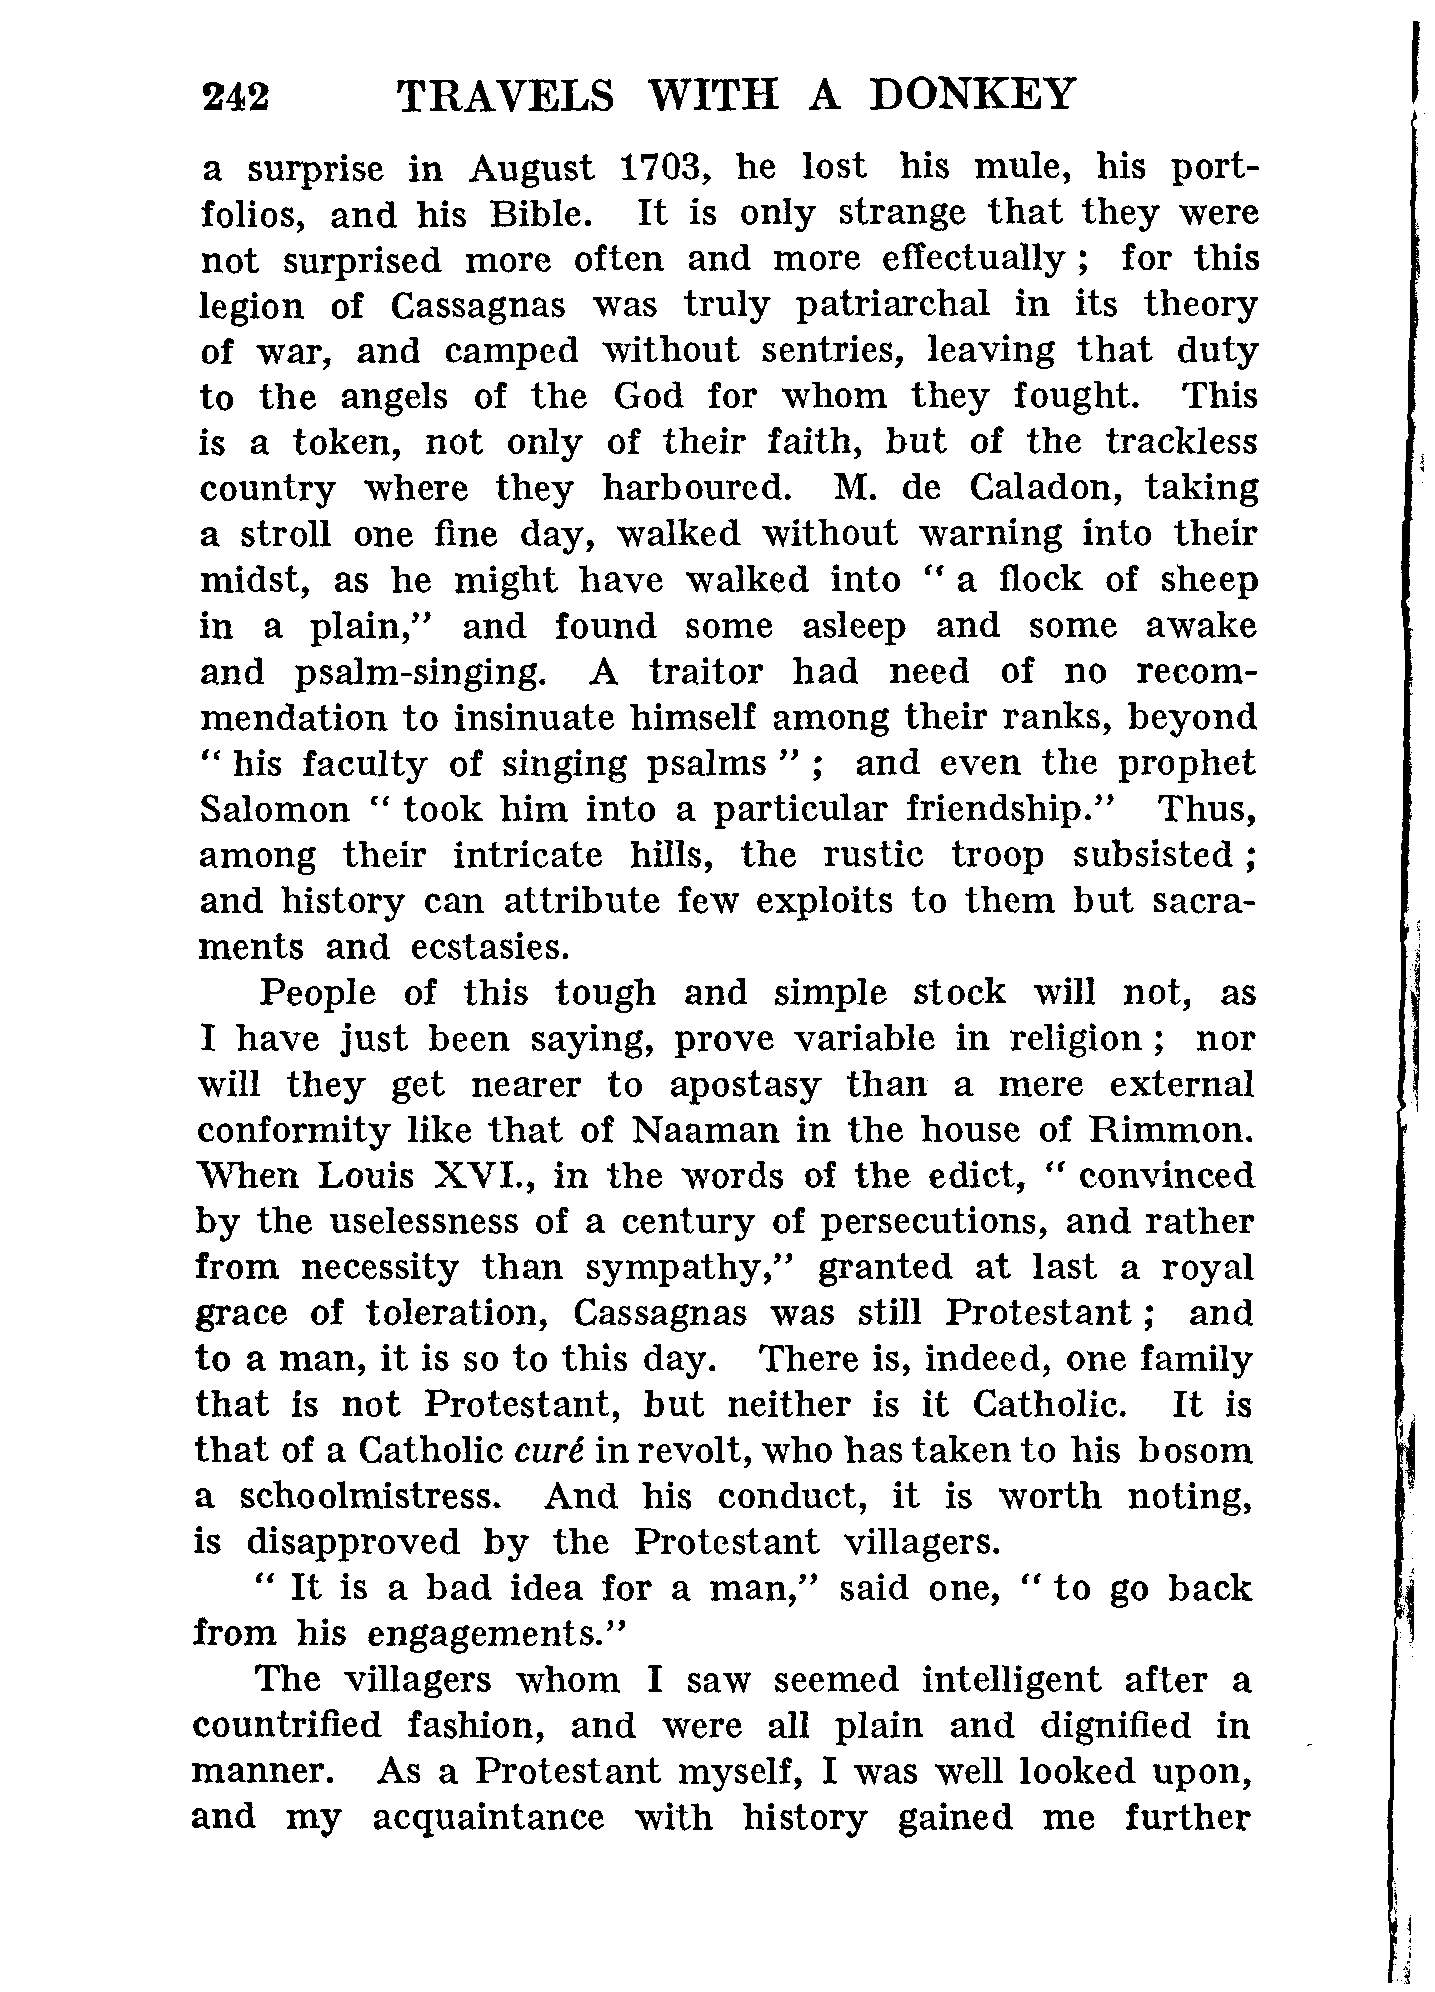 242 TRAVELS WITH A DONKEY
a surprise in August 1703, he lost his mule, his port-
folios, and his Bible. It is only strange that they were
not surprised more often and more effectually ; for this
legion of Cassagnas was truly patriarchal in its theory
of war, and camped without sentries, leaving that duty
to the angels of the God for whom they fought. This
is a token, not only of their faith, but of the trackless
country where they harboured. M. de Caladon, taking
a stroll one fine day, walked without warning into their
midst, as he might have walked into “ a flock of sheep
in a plain,” and found some asleep and some awake
and psalm-singing. A traitor had need of no recom-
mendation to insinuate himself among their ranks, beyond
“ his faculty of singing psalms ” ; and even the prophet
Salomon “ took him into a particular friendship.” Thus,
among their intricate hills, the rustic troop subsisted ;
and history can attribute few exploits to them but sacra-
ments and ecstasies.
People of this tough and simple stock will not, as
I have just been saying, prove variable in religion ; nor
will they get nearer to apostasy than a mere external
conformity like that of Naaman in the house of Rimmon.
When Louis XVI., in the words of the edict, “ convinced
by the uselessness of a century of persecutions, and rather
from necessity than sympathy,” granted at last a royal
grace of toleration, Cassagnas was still Protestant ; and
to a man, it is so to this day. There is, indeed, one family
that is not Protestant, but neither is it Catholic. It is
that of a Catholic curé in revolt, who has taken to his bosom
a schoolmistress. And his conduct, it is worth noting,
is disapproved by the Protestant villagers.
“ It is a bad idea for a man,” said one, “ to go back
from his engagements.”
The villagers whom I saw seemed intelligent after a
countrified fashion, and were all plain and dignified in
manner. As a Protestant myself, I was well looked upon,
and my acquaintance with history gained me further